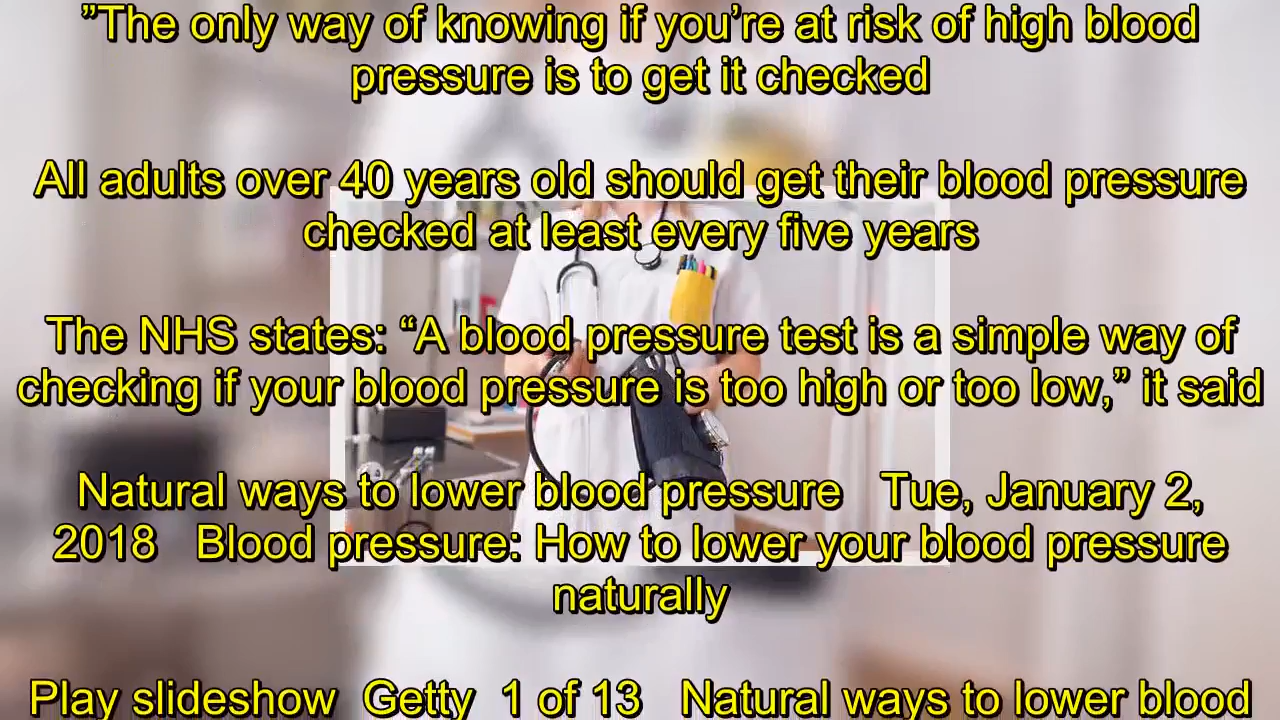 ”The only way of knowing if you’re at risk of high blood
pressure is to get it checked
All adults over 40 years old should get their blood pressure
checked at least every five years
The NHS states: “A blood pressure test is a simple way of
checking if your blood pressure is too high or too low,” it said
Natural ways to lower blood pressure   Tue, January 2,
2018   Blood pressure: How to lower your blood pressure
naturally
Play slideshow  Getty  1 of 13   Natural ways to lower blood